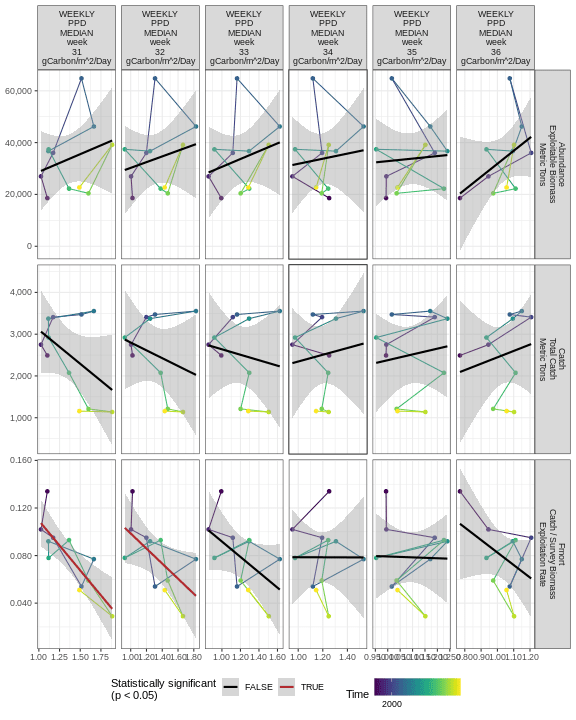 WEEKLY WEEKLY WEEKLY WEEKLY WEEKLY WEEKLY
PPD PPD PPD PPD PPD PPD
MEDIAN MEDIAN MEDIAN MEDIAN MEDIAN MEDIAN
week week week week week week
31 32 33 34 35 36
gCarbon/m^2/Day gCarbon/m^2/Day gCarbon/m^2/Day gCarbon/m^2/Day gCarbon/m^2/Day gCarbon/m^2/Day
60,000
40,000
20,000
0
Abundance
Exploitable Biomass
Metric Tons
4,000
3,000
2,000
1,000
Catch
Total Catch
Metric Tons
0.160
0.120
0.080
0.040
Fmort
Catch / Survey Biomass
Exploitation Rate
1.00 1.25 1.50 1.75 1.00 1.20 1.40 1.60 1.80 1.00 1.20 1.40 1.60 1.00 1.20 1.40
Statistically significant
(p < 0.05)
FALSE TRUE
Time
2000